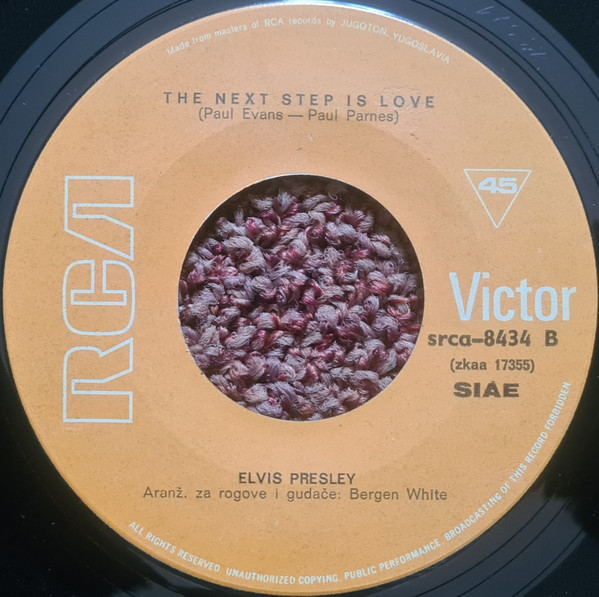 Made from masters of RCA records by JUGOTON, YUGOSLAVIA
THE NEXT STEP IS LOVE
(Paul Evans — Paul Parnes)
RCA
45
Victor
srca-8434 B
(zkaa 17355)
SIAE
ELVIS PRESLEY
Aranž. za rogove i gudače: Bergen White
ALL RIGHTS RESERVED. UNAUTHORIZED COPYING, PUBLIC PERFORMANCE, BROADCASTING OF THIS RECORD FORBIDDEN